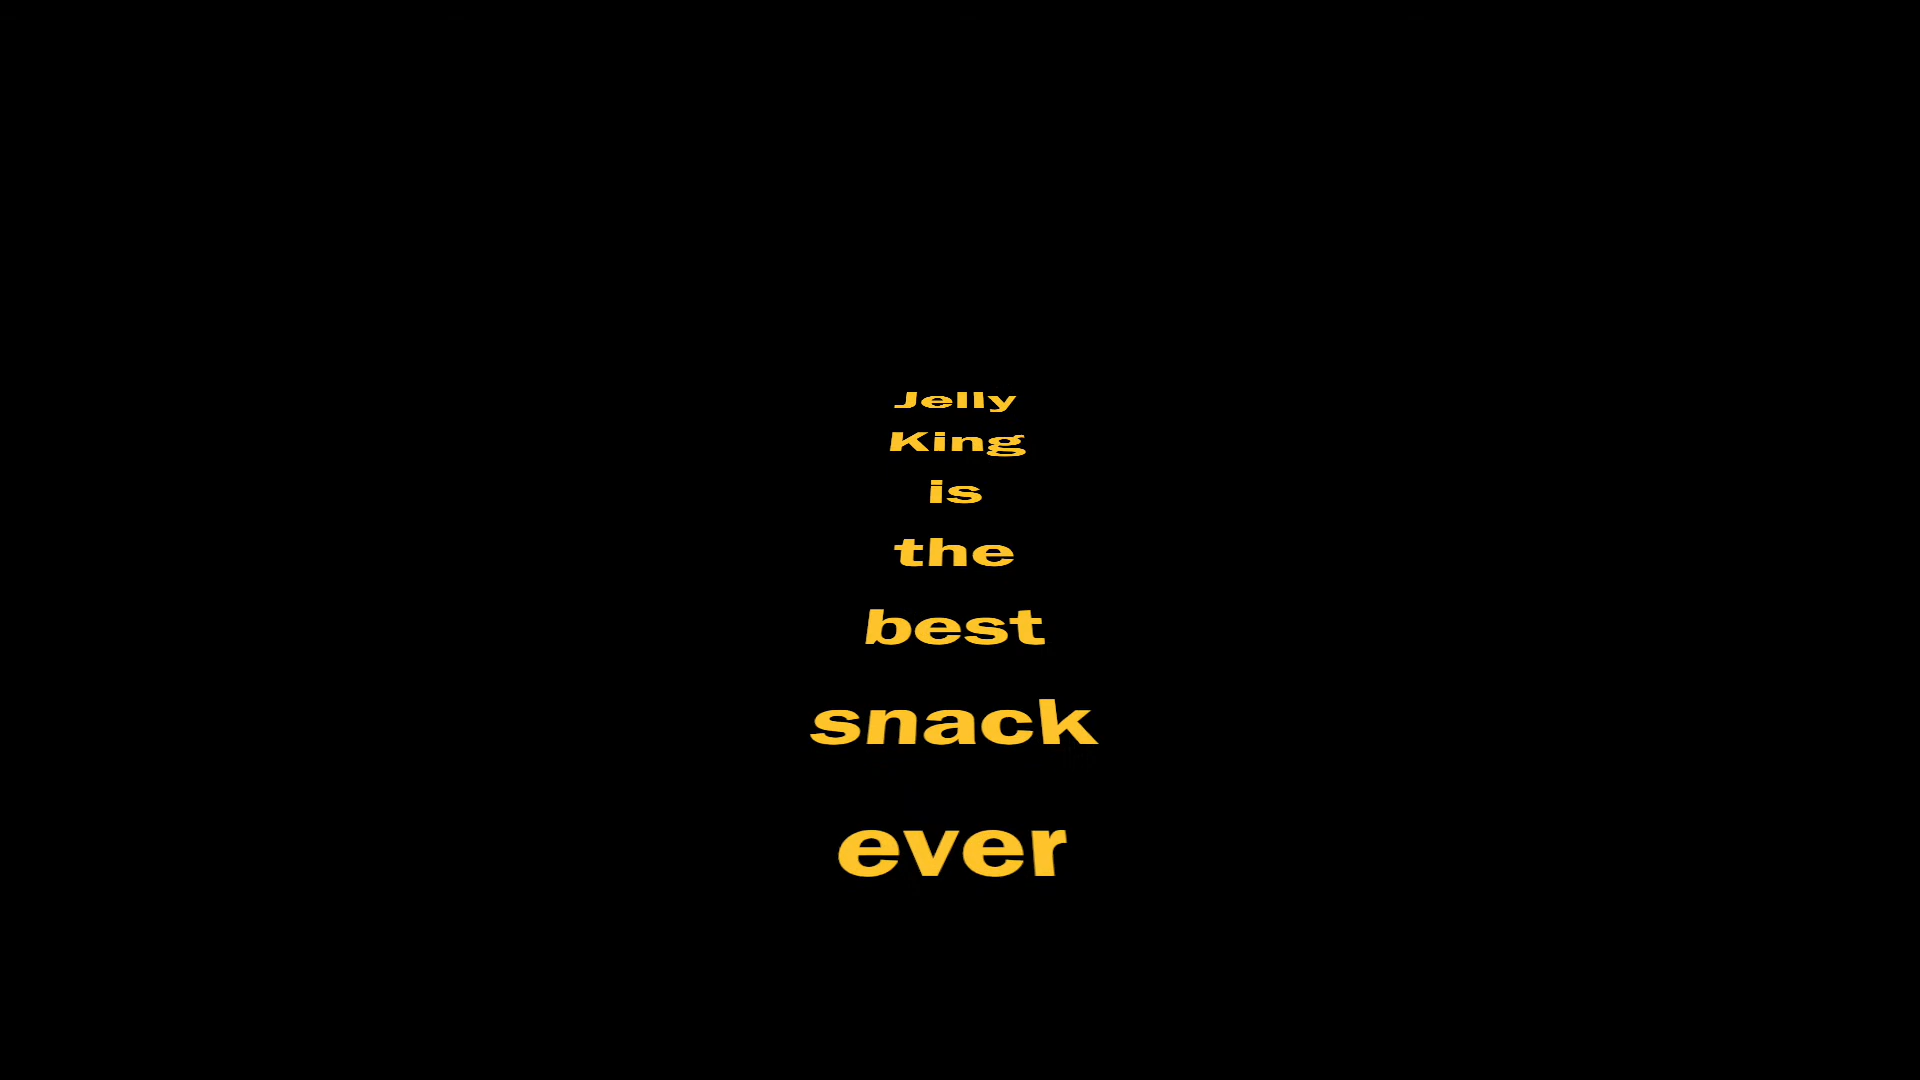 Jelly
King
is
the
best
snack
ever